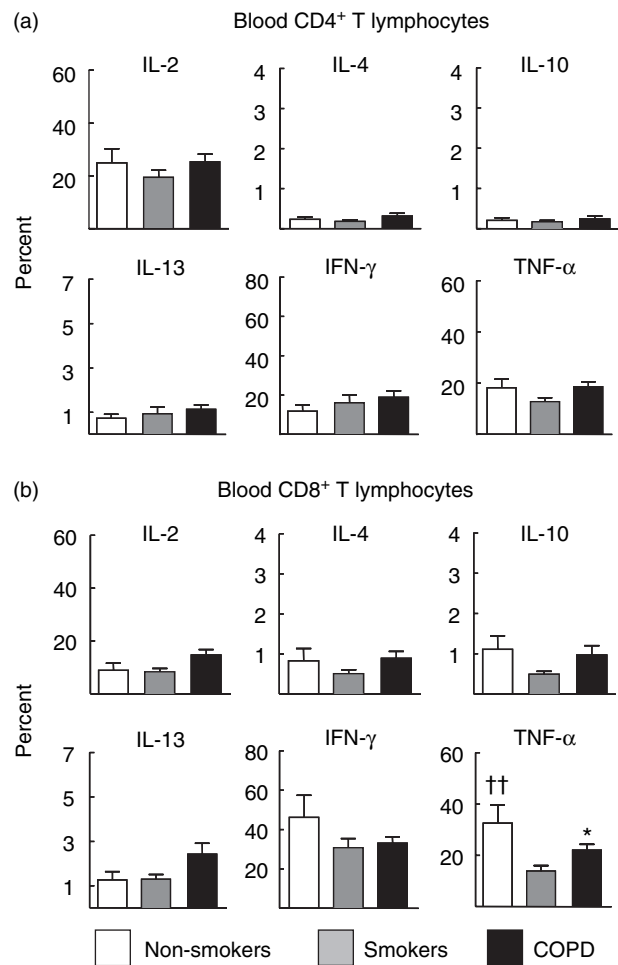 (a) Blood CD4⁺ T lymphocytes
IL-2 IL-4 IL-10
60 4 4
40 3 3
20 2 2
1 1
Percent
IL-13 IFN-γ TNF-α
7 80 80
5 60 60
3 40 40
1 20 20
(b) Blood CD8⁺ T lymphocytes
IL-2 IL-4 IL-10
60 4 4
40 3 3
20 2 2
1 1
Percent
IL-13 IFN-γ TNF-α
7 80 60
5 60 40
3 40 20
1 20
†† *
Non-smokers Smokers COPD